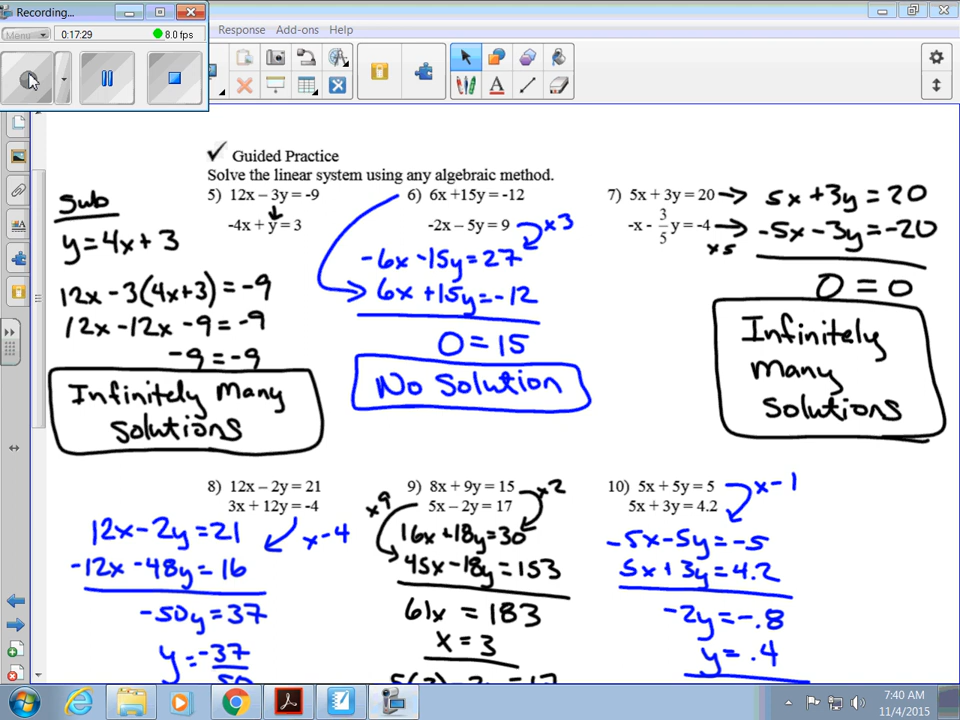 Recording...
Menu
0:17:29
8.0 fps
Response Add-ons Help
Guided Practice
Solve the linear system using any algebraic method.
5) 12x – 3y = -9
-4x + y = 3
Sub
y = 4x + 3
12x - 3(4x+3) = -9
12x - 12x - 9 = -9
-9 = -9
Infinitely Many
Solutions
6) 6x +15y = -12
-2x – 5y = 9
x3
-6x - 15y = 27
6x + 15y = -12
0 = 15
No Solution
7) 5x + 3y = 20
-x - 3/5 y = -4
x5
5x + 3y = 20
-5x - 3y = -20
0 = 0
Infinitely
Many
Solutions
8) 12x – 2y = 21
3x + 12y = -4
x-4
12x - 2y = 21
-12x - 48y = 16
-50y = 37
y = -37
50
9) 8x + 9y = 15
5x – 2y = 17
x2
x9
16x + 18y = 30
45x - 18y = 153
61x = 183
x = 3
10) 5x + 5y = 5
5x + 3y = 4.2
x-1
-5x - 5y = -5
5x + 3y = 4.2
-2y = -.8
y = .4
7:40 AM
11/4/2015